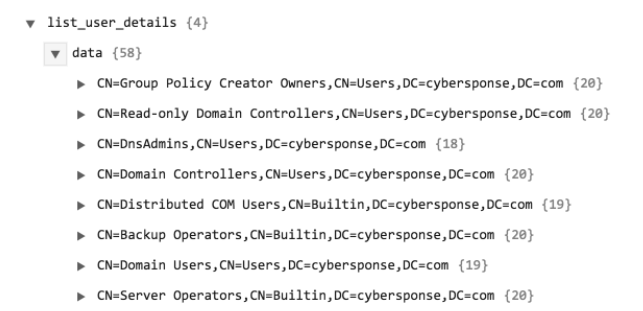 list_user_details {4}
data {58}
CN=Group Policy Creator Owners,CN=Users,DC=cybersponse,DC=com {20}
CN=Read-only Domain Controllers,CN=Users,DC=cybersponse,DC=com {20}
CN=DnsAdmins,CN=Users,DC=cybersponse,DC=com {18}
CN=Domain Controllers,CN=Users,DC=cybersponse,DC=com {20}
CN=Distributed COM Users,CN=Builtin,DC=cybersponse,DC=com {19}
CN=Backup Operators,CN=Builtin,DC=cybersponse,DC=com {20}
CN=Domain Users,CN=Users,DC=cybersponse,DC=com {19}
CN=Server Operators,CN=Builtin,DC=cybersponse,DC=com {20}